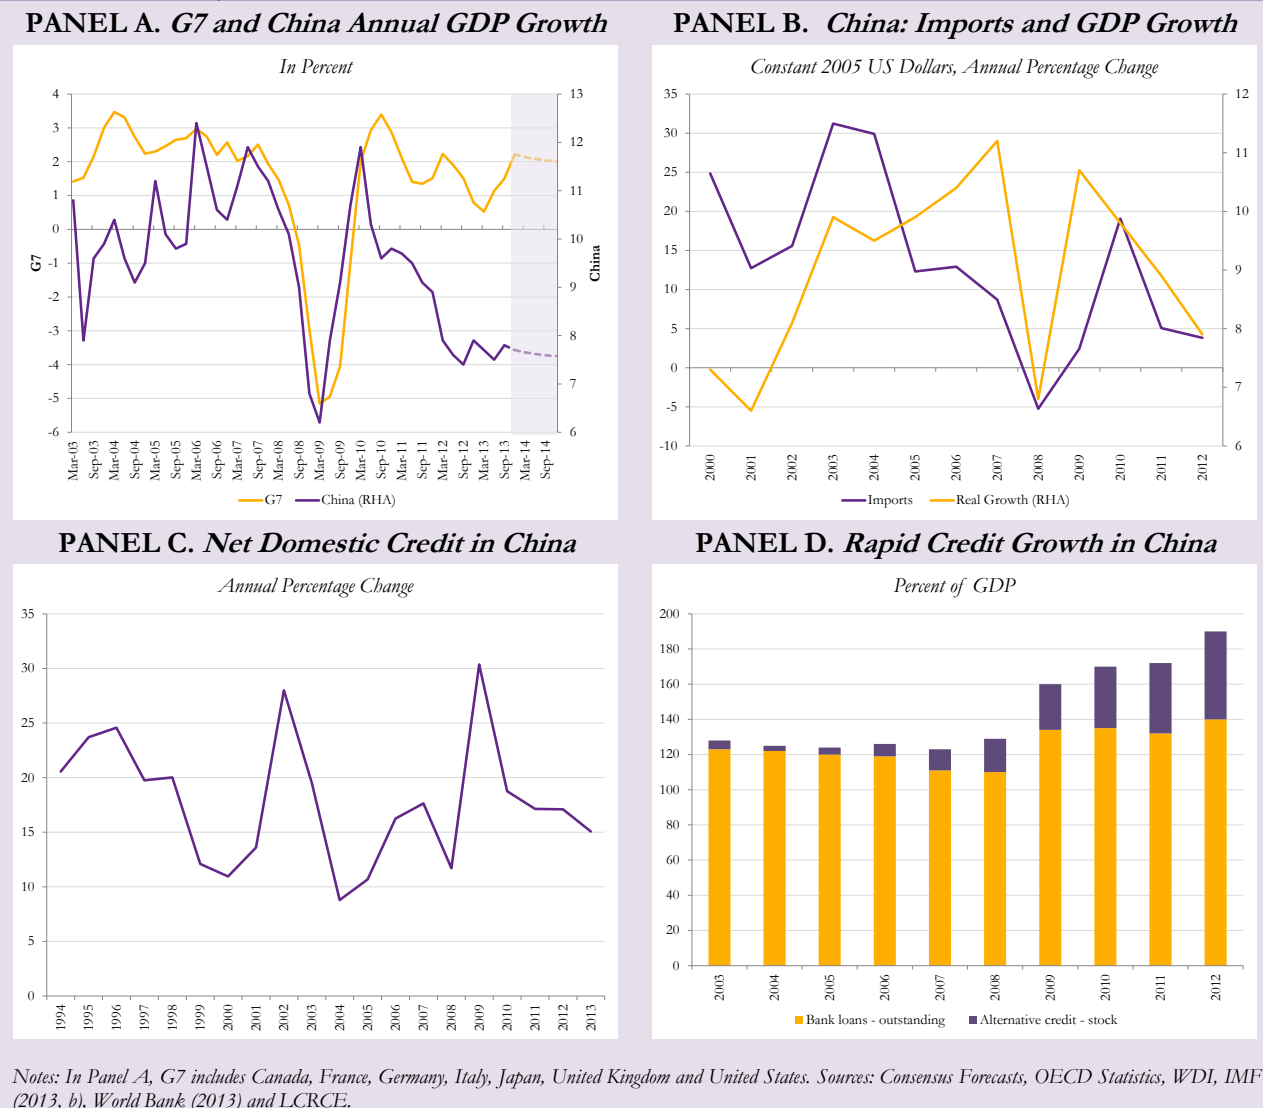 PANEL A. G7 and China Annual GDP Growth
In Percent
4
3
2
1
0
-1
-2
-3
-4
-5
-6
G7
13
12
11
10
9
8
7
6
China
Mar-03
Sep-03
Mar-04
Sep-04
Mar-05
Sep-05
Mar-06
Sep-06
Mar-07
Sep-07
Mar-08
Sep-08
Mar-09
Sep-09
Mar-10
Sep-10
Mar-11
Sep-11
Mar-12
Sep-12
Mar-13
Sep-13
Mar-14
Sep-14
G7 China (RHA)
PANEL B. China: Imports and GDP Growth
Constant 2005 US Dollars, Annual Percentage Change
35
30
25
20
15
10
5
0
-5
-10
12
11
10
9
8
7
6
2000
2001
2002
2003
2004
2005
2006
2007
2008
2009
2010
2011
2012
Imports Real Growth (RHA)
PANEL C. Net Domestic Credit in China
Annual Percentage Change
35
30
25
20
15
10
5
0
1994
1995
1996
1997
1998
1999
2000
2001
2002
2003
2004
2005
2006
2007
2008
2009
2010
2011
2012
2013
PANEL D. Rapid Credit Growth in China
Percent of GDP
200
180
160
140
120
100
80
60
40
20
0
2003
2004
2005
2006
2007
2008
2009
2010
2011
2012
Bank loans - outstanding Alternative credit - stock
Notes: In Panel A, G7 includes Canada, France, Germany, Italy, Japan, United Kingdom and United States. Sources: Consensus Forecasts, OECD Statistics, WDI, IMF
(2013, b), World Bank (2013) and LCRCE.